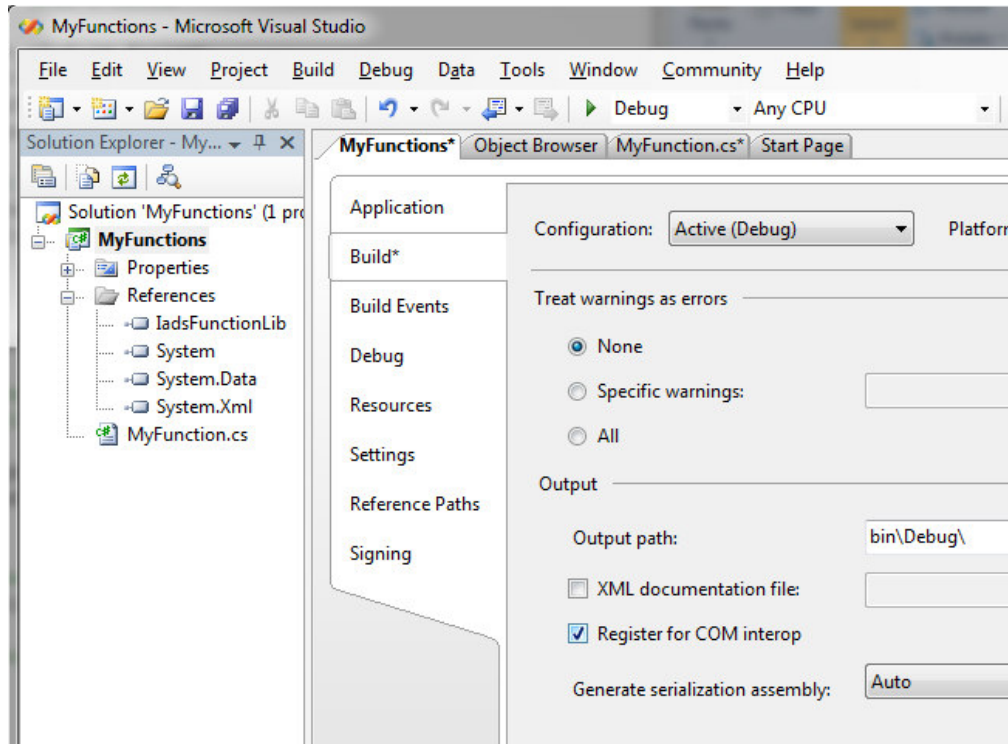 MyFunctions - Microsoft Visual Studio
File Edit View Project Build Debug Data Tools Window Community Help
Debug Any CPU
Solution Explorer - My...
MyFunctions* Object Browser MyFunction.cs* Start Page
Solution 'MyFunctions' (1 pro
MyFunctions
Properties
References
IadsFunctionLib
System
System.Data
System.Xml
MyFunction.cs
Application
Build*
Build Events
Debug
Resources
Settings
Reference Paths
Signing
Configuration: Active (Debug) Platfor
Treat warnings as errors
None
Specific warnings:
All
Output
Output path: bin\Debug\
XML documentation file:
Register for COM interop
Generate serialization assembly: Auto